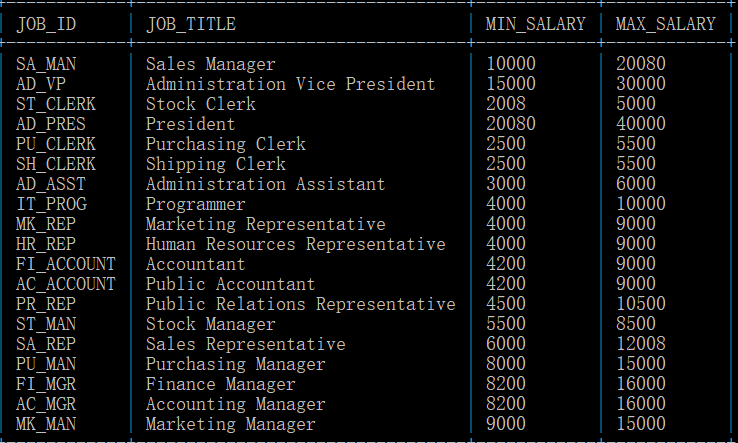 JOB_ID JOB_TITLE MIN_SALARY MAX_SALARY
SA_MAN Sales Manager 10000 20080
AD_VP Administration Vice President 15000 30000
ST_CLERK Stock Clerk 2008 5000
AD_PRES President 20080 40000
PU_CLERK Purchasing Clerk 2500 5500
SH_CLERK Shipping Clerk 2500 5500
AD_ASST Administration Assistant 3000 6000
IT_PROG Programmer 4000 10000
MK_REP Marketing Representative 4000 9000
HR_REP Human Resources Representative 4000 9000
FI_ACCOUNT Accountant 4200 9000
AC_ACCOUNT Public Accountant 4200 9000
PR_REP Public Relations Representative 4500 10500
ST_MAN Stock Manager 5500 8500
SA_REP Sales Representative 6000 12008
PU_MAN Purchasing Manager 8000 15000
FI_MGR Finance Manager 8200 16000
AC_MGR Accounting Manager 8200 16000
MK_MAN Marketing Manager 9000 15000